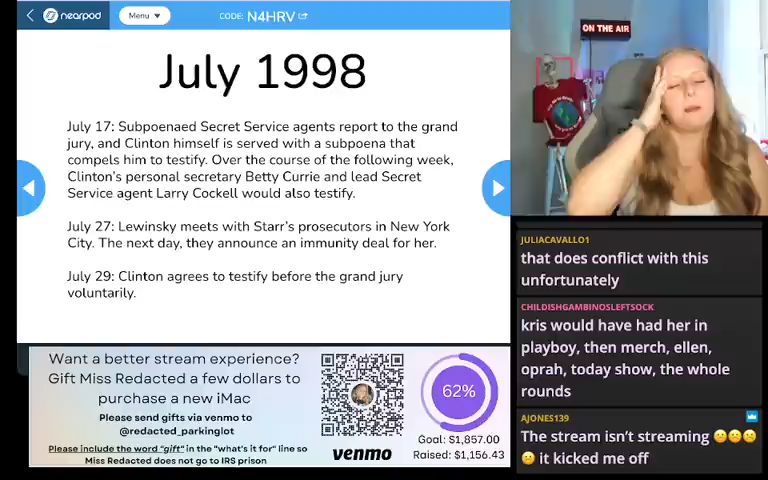 nearpod
Menu
CODE: N4HRV
July 1998
July 17: Subpoenaed Secret Service agents report to the grand
jury, and Clinton himself is served with a subpoena that
compels him to testify. Over the course of the following week,
Clinton's personal secretary Betty Currie and lead Secret
Service agent Larry Cockell would also testify.
July 27: Lewinsky meets with Starr's prosecutors in New York
City. The next day, they announce an immunity deal for her.
July 29: Clinton agrees to testify before the grand jury
voluntarily.
Want a better stream experience?
Gift Miss Redacted a few dollars to
purchase a new iMac
Please send gifts via venmo to
@redacted_parkinglot
Please include the word "gift" in the "what's it for" line so
Miss Redacted does not go to IRS prison
venmo
62%
Goal: $1,857.00
Raised: $1,156.43
ON THE AIR
JULIACAVALLO1
that does conflict with this
unfortunately
CHILDISHGAMBINOSLEFTSOCK
kris would have had her in
playboy, then merch, ellen,
oprah, today show, the whole
rounds
AJONES139
The stream isn't streaming 🙁🙁🙁
🙁 it kicked me off